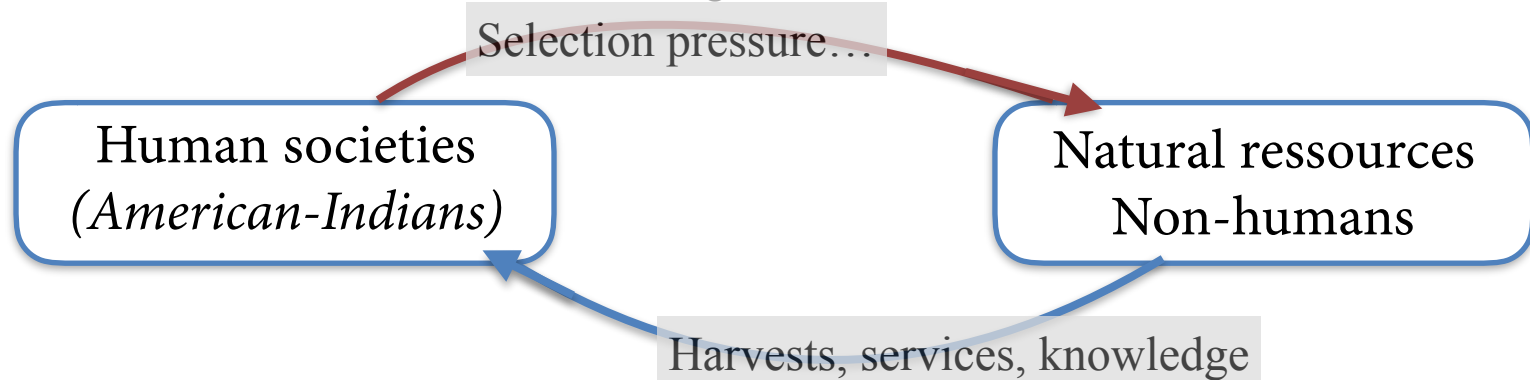 Selection pressure…
Human societies
(American-Indians)
Natural ressources
Non-humans
Harvests, services, knowledge